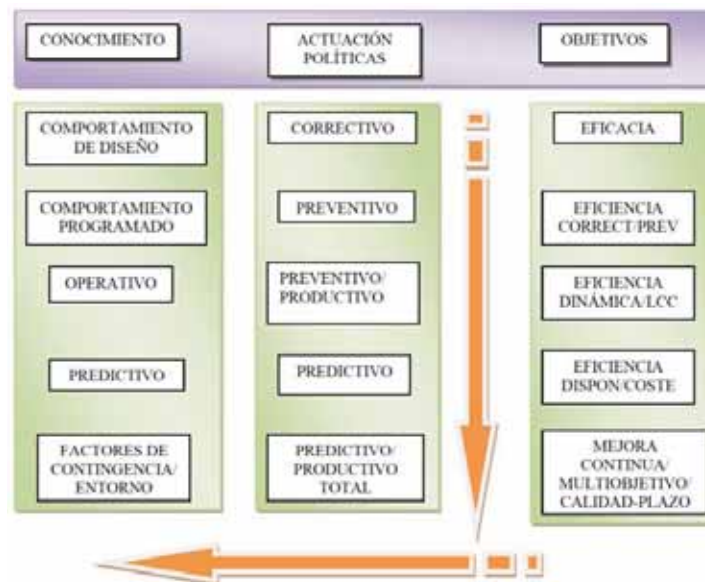 CONOCIMIENTO
ACTUACIÓN
POLÍTICAS
OBJETIVOS
COMPORTAMIENTO
DE DISEÑO
COMPORTAMIENTO
PROGRAMADO
OPERATIVO
PREDICTIVO
FACTORES DE
CONTINGENCIA/
ENTORNO
CORRECTIVO
PREVENTIVO
PREVENTIVO/
PRODUCTIVO
PREDICTIVO
PREDICTIVO/
PRODUCTIVO
TOTAL
EFICACIA
EFICIENCIA
CORRECT/PREV
EFICIENCIA
DINÁMICA/LCC
EFICIENCIA
DISPON/COSTE
MEJORA
CONTINUA/
MULTIOBJETIVO/
CALIDAD-PLAZO